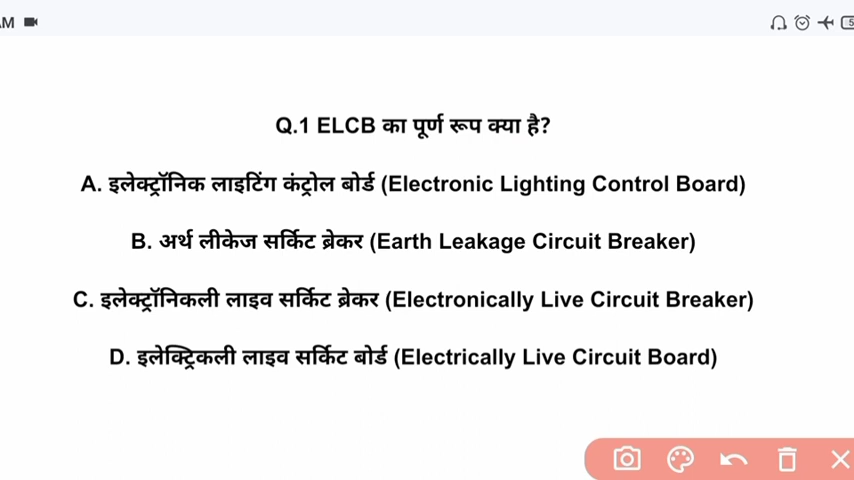 AM
Q.1 ELCB का पूर्ण रूप क्या है?
A. इलेक्ट्रॉनिक लाइटिंग कंट्रोल बोर्ड (Electronic Lighting Control Board)
B. अर्थ लीकेज सर्किट ब्रेकर (Earth Leakage Circuit Breaker)
C. इलेक्ट्रॉनिकली लाइव सर्किट ब्रेकर (Electronically Live Circuit Breaker)
D. इलेक्ट्रिकली लाइव सर्किट बोर्ड (Electrically Live Circuit Board)